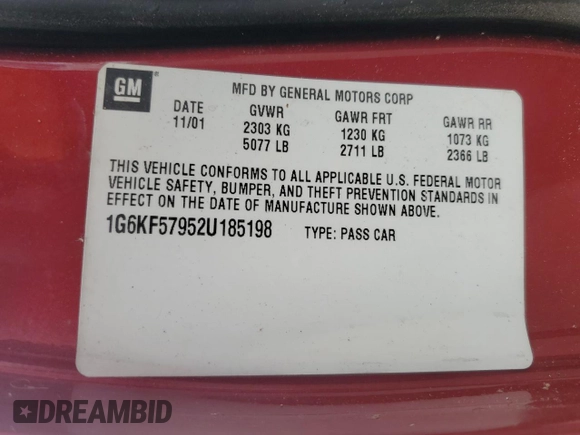 GM
MFD BY GENERAL MOTORS CORP
DATE GVWR GAWR FRT GAWR RR
11/01 2303 KG 1230 KG 1073 KG
5077 LB 2711 LB 2366 LB
THIS VEHICLE CONFORMS TO ALL APPLICABLE U.S. FEDERAL MOTOR
VEHICLE SAFETY, BUMPER, AND THEFT PREVENTION STANDARDS IN
EFFECT ON THE DATE OF MANUFACTURE SHOWN ABOVE.
1G6KF57952U185198 TYPE: PASS CAR
DREAMBID